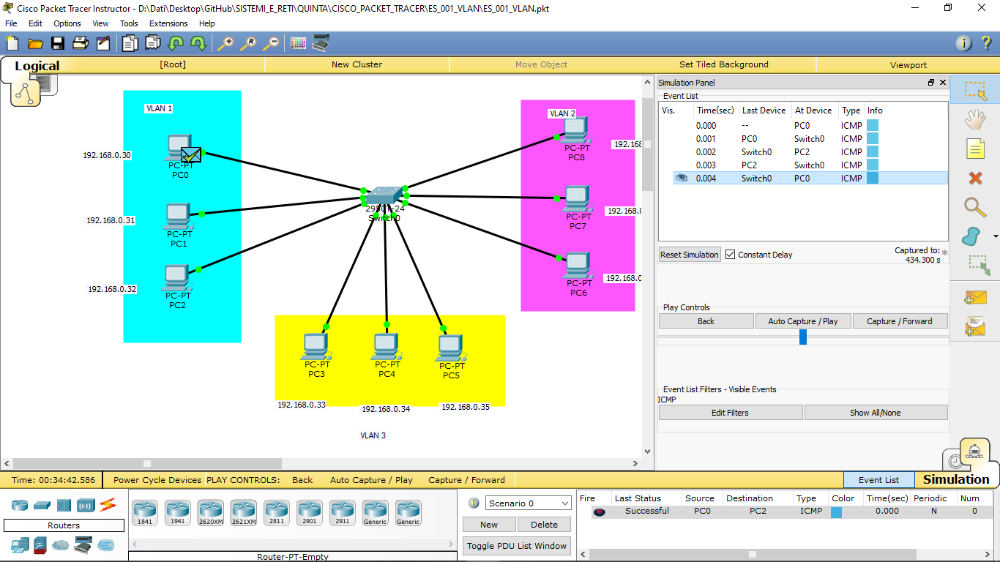 Cisco Packet Tracer Instructor - D:\Dati\Desktop\GitHub\SISTEMI_E_RETI\QUINTA\CISCO_PACKET_TRACER\ES_001_VLAN\ES_001_VLAN.pkt
File Edit Options View Tools Extensions Help
Logical [Root] New Cluster Move Object Set Tiled Background Viewport
VLAN 1
192.168.0.30
PC-PT
PC0
192.168.0.31
PC-PT
PC1
192.168.0.32
PC-PT
PC2
2950T-24
Switch0
VLAN 2
192.168
PC-PT
PC8
192.168.0
PC-PT
PC7
192.168.0
PC-PT
PC6
PC-PT
PC3
PC-PT
PC4
PC-PT
PC5
192.168.0.33
192.168.0.34
192.168.0.35
VLAN 3
Simulation Panel
Event List
Vis. Time(sec) Last Device At Device Type Info
0.000 -- PC0 ICMP
0.001 PC0 Switch0 ICMP
0.002 Switch0 PC2 ICMP
0.003 PC2 Switch0 ICMP
0.004 Switch0 PC0 ICMP
Reset Simulation Constant Delay Captured to:
434.300 s
Play Controls
Back Auto Capture / Play Capture / Forward
Event List Filters - Visible Events
ICMP
Edit Filters Show All/None
Time: 00:34:42.586 Power Cycle Devices PLAY CONTROLS: Back Auto Capture / Play Capture / Forward Event List Simulation
Routers
1841 1941 2620XM 2621XM 2811 2901 2911 Generic Generic
Router-PT-Empty
Scenario 0
New Delete
Toggle PDU List Window
Fire Last Status Source Destination Type Color Time(sec) Periodic Num
Successful PC0 PC2 ICMP 0.000 N 0